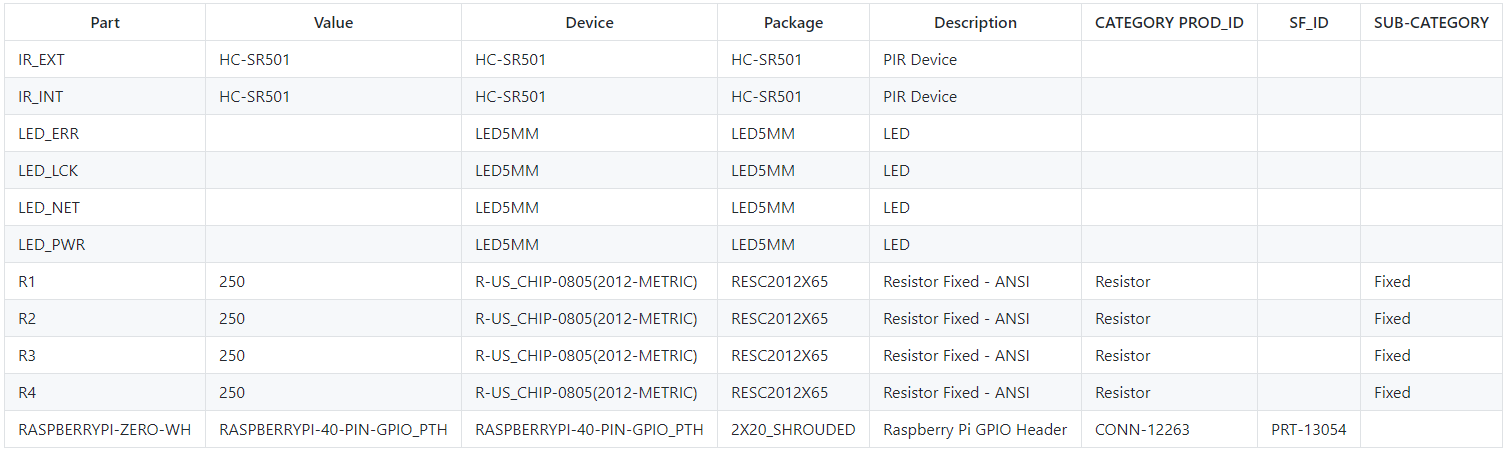 Part Value Device Package Description CATEGORY PROD_ID SF_ID SUB-CATEGORY
IR_EXT HC-SR501 HC-SR501 HC-SR501 PIR Device
IR_INT HC-SR501 HC-SR501 HC-SR501 PIR Device
LED_ERR LED5MM LED5MM LED
LED_LCK LED5MM LED5MM LED
LED_NET LED5MM LED5MM LED
LED_PWR LED5MM LED5MM LED
R1 250 R-US_CHIP-0805(2012-METRIC) RESC2012X65 Resistor Fixed - ANSI Resistor Fixed
R2 250 R-US_CHIP-0805(2012-METRIC) RESC2012X65 Resistor Fixed - ANSI Resistor Fixed
R3 250 R-US_CHIP-0805(2012-METRIC) RESC2012X65 Resistor Fixed - ANSI Resistor Fixed
R4 250 R-US_CHIP-0805(2012-METRIC) RESC2012X65 Resistor Fixed - ANSI Resistor Fixed
RASPBERRYPI-ZERO-WH RASPBERRYPI-40-PIN-GPIO_PTH RASPBERRYPI-40-PIN-GPIO_PTH 2X20_SHROUDED Raspberry Pi GPIO Header CONN-12263 PRT-13054